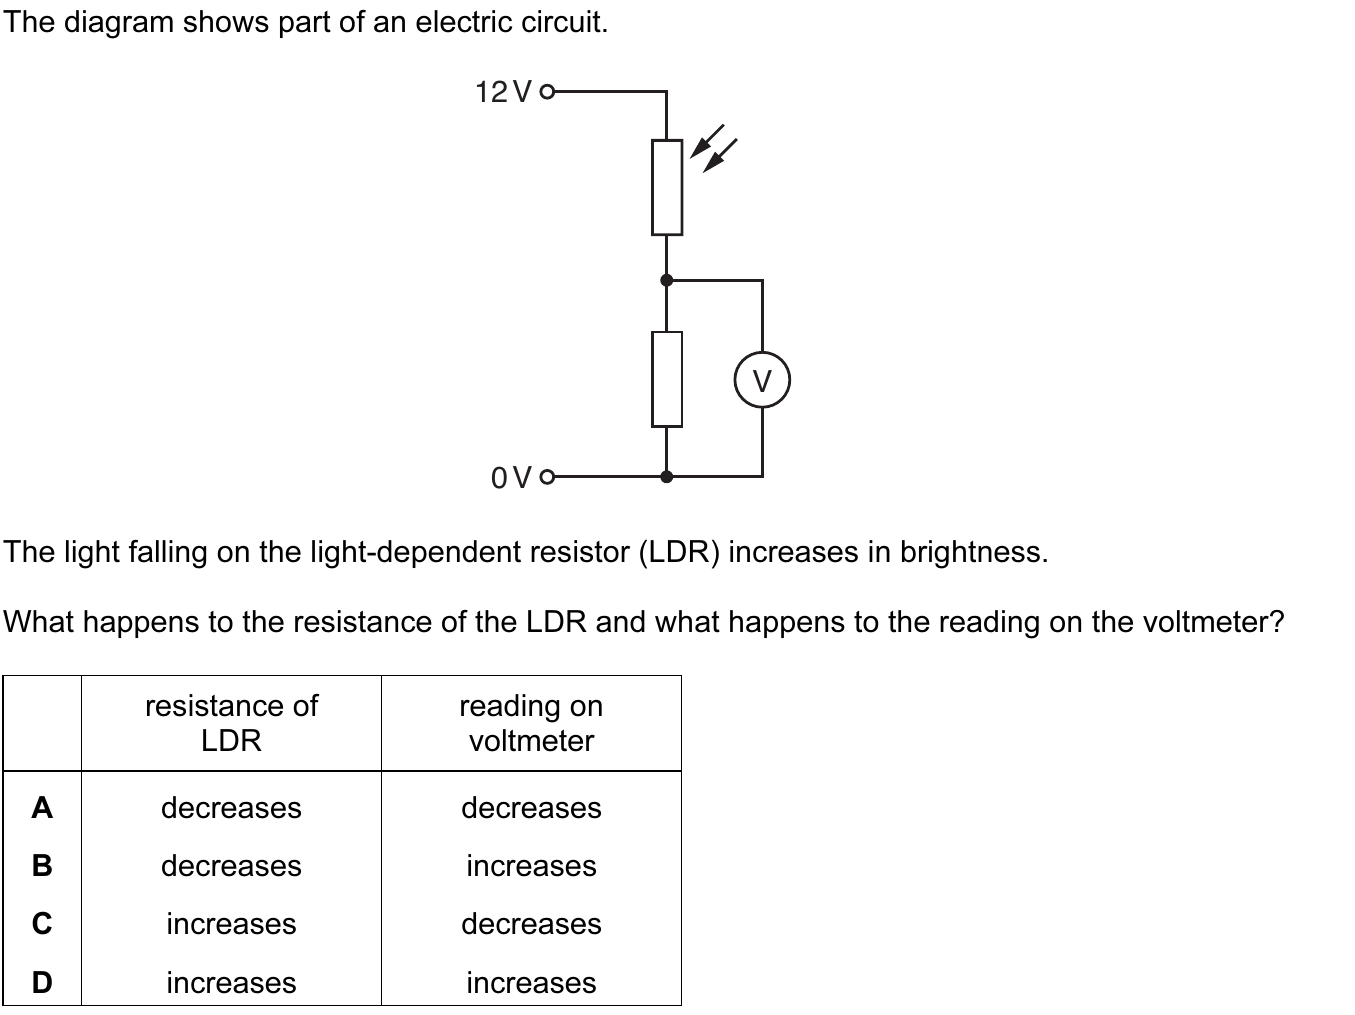 The diagram shows part of an electric circuit.
12 V
V
0 V
The light falling on the light-dependent resistor (LDR) increases in brightness.
What happens to the resistance of the LDR and what happens to the reading on the voltmeter?
resistance of LDR
reading on voltmeter
A decreases decreases
B decreases increases
C increases decreases
D increases increases